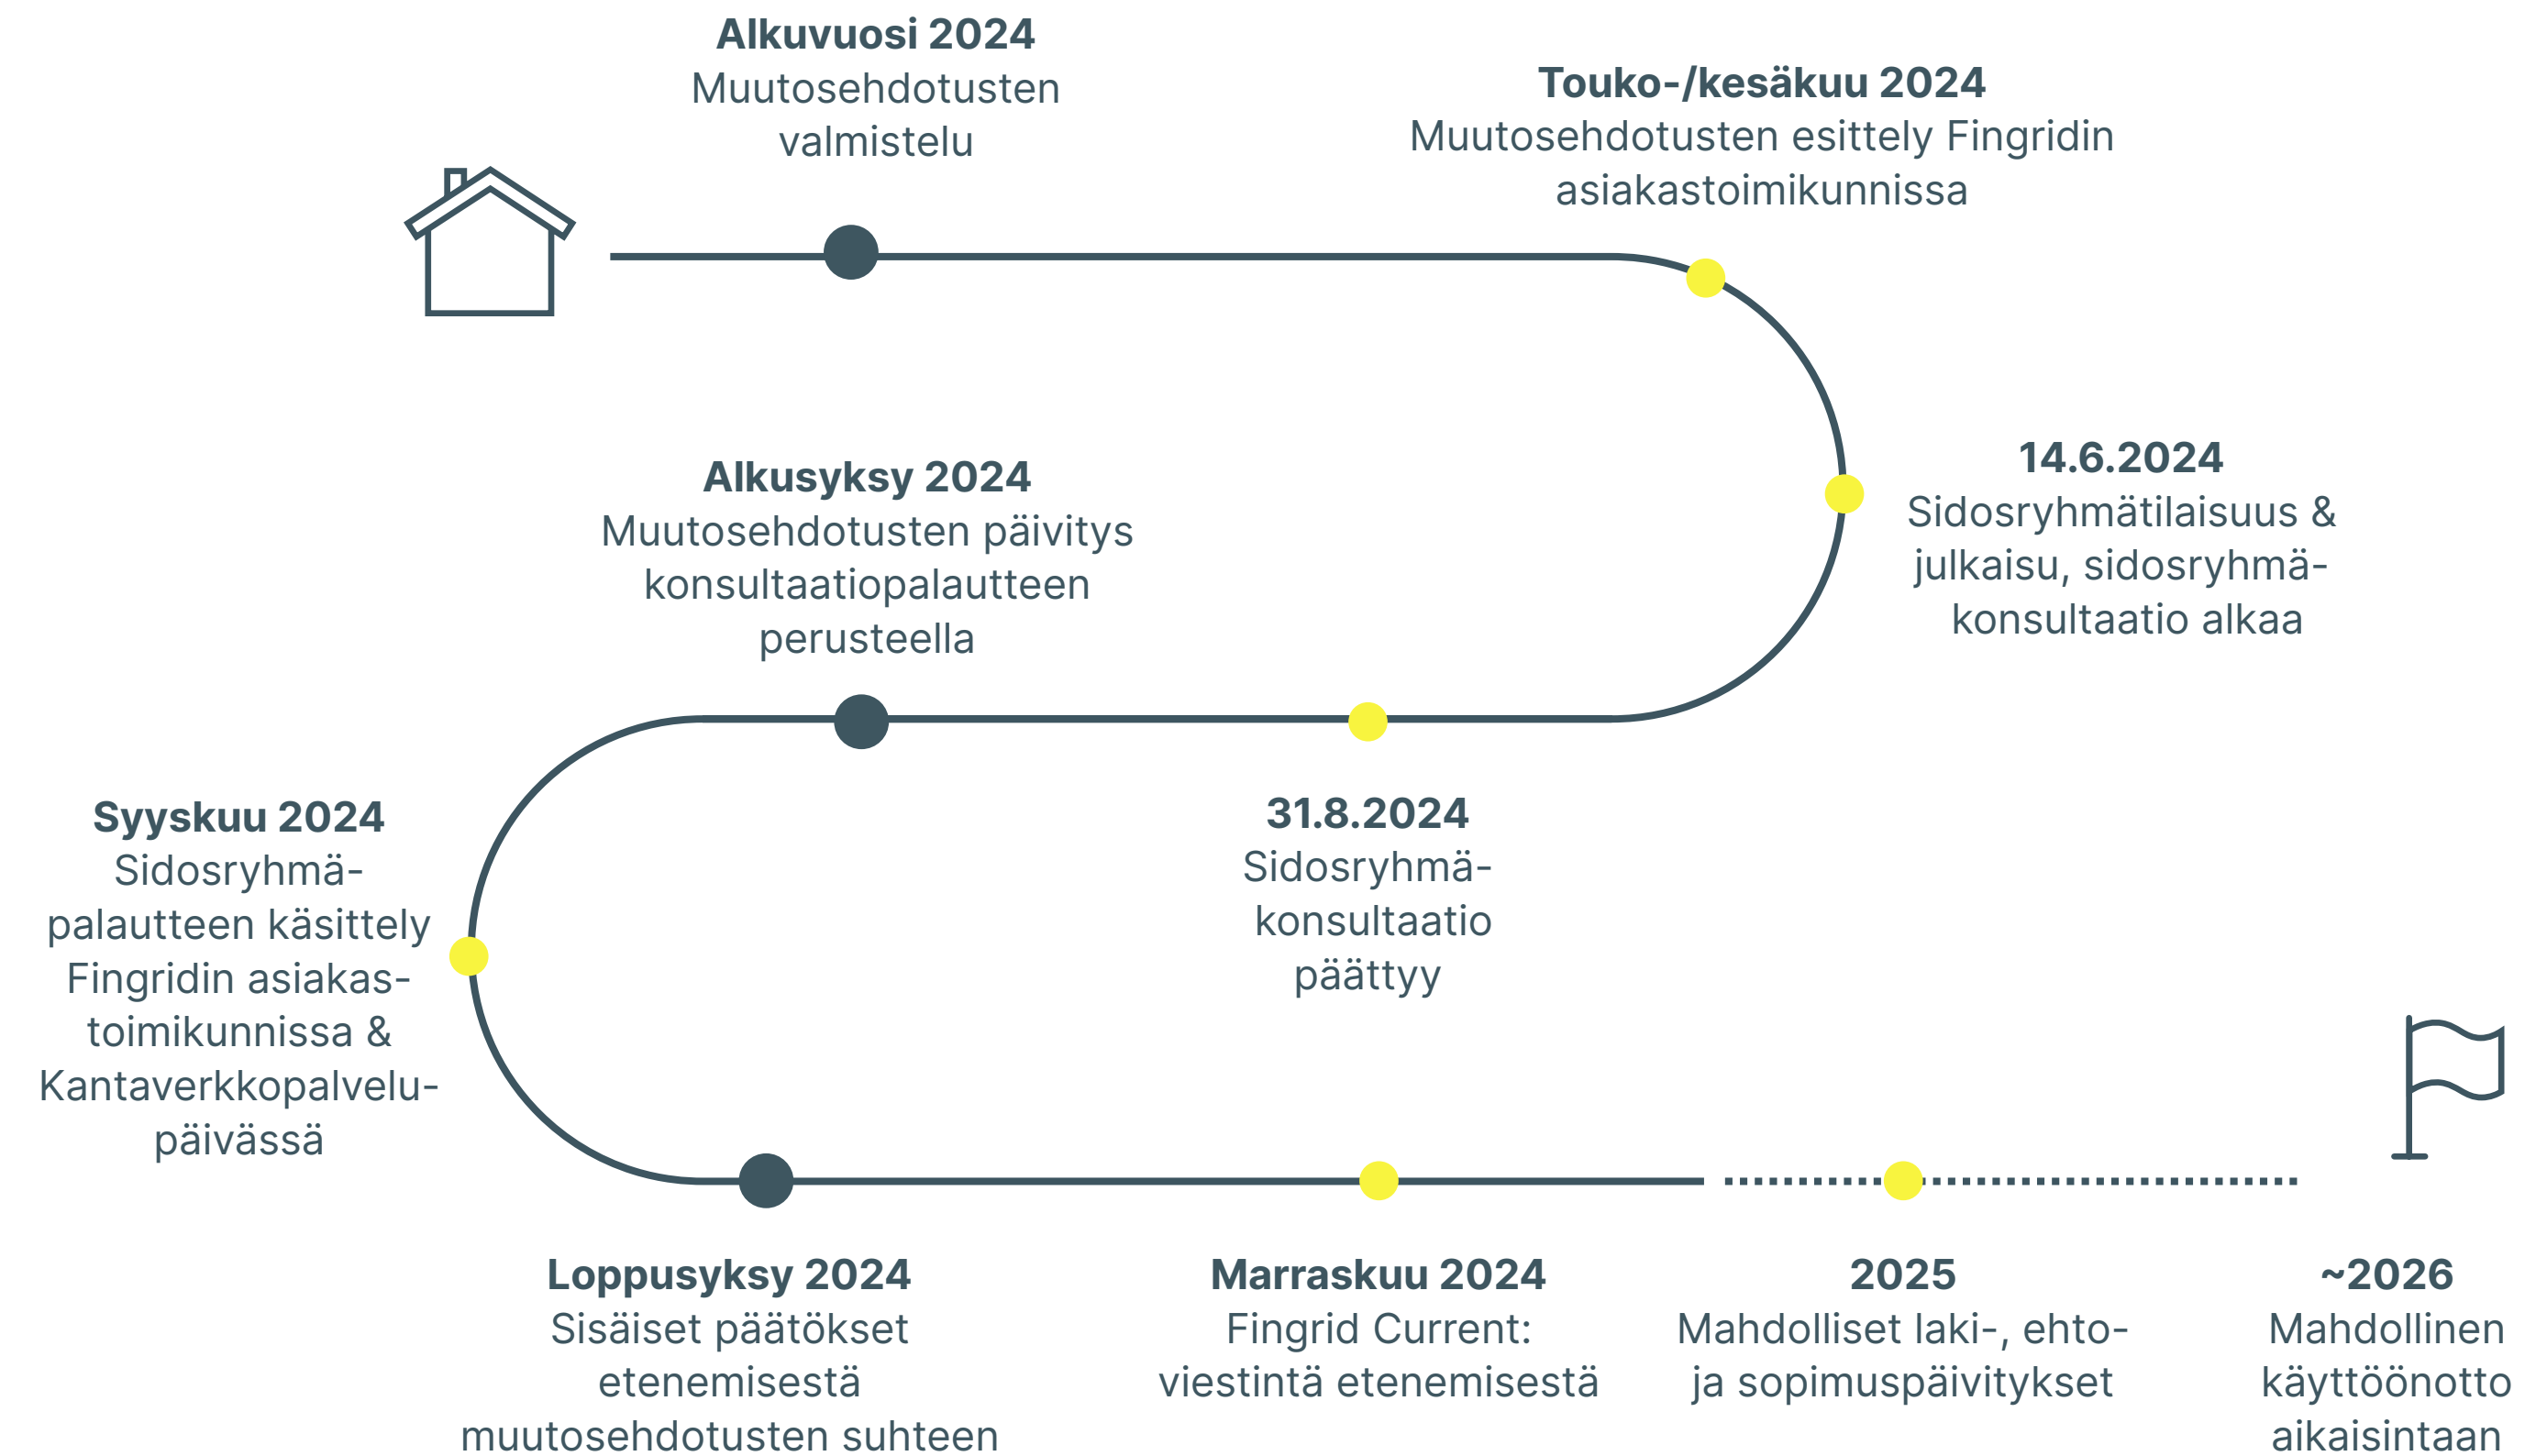 Alkuvuosi 2024
Muutosehdotusten
valmistelu
Touko-/kesäkuu 2024
Muutosehdotusten esittely Fingridin
asiakastoimikunnissa
14.6.2024
Sidosryhmätilaisuus &
julkaisu, sidosryhmä-
konsultaatio alkaa
31.8.2024
Sidosryhmä-
konsultaatio
päättyy
Alkusyksy 2024
Muutosehdotusten päivitys
konsultaatiopalautteen
perusteella
Syyskuu 2024
Sidosryhmä-
palautteen käsittely
Fingridin asiakas-
toimikunnissa &
Kantaverkkopalvelu-
päivässä
Loppusyksy 2024
Sisäiset päätökset
etenemisestä
muutosehdotusten suhteen
Marraskuu 2024
Fingrid Current:
viestintä etenemisestä
2025
Mahdolliset laki-, ehto-
ja sopimuspäivitykset
~2026
Mahdollinen
käyttöönotto
aikaisintaan